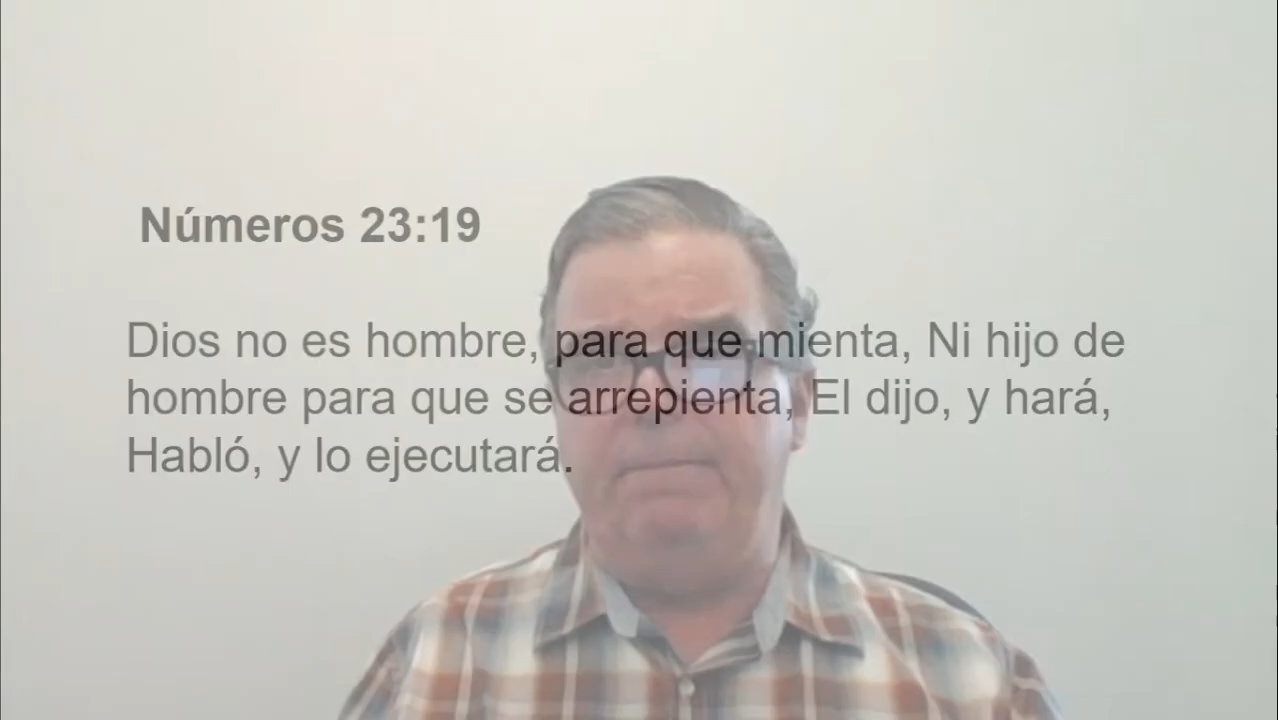 Números 23:19
Dios no es hombre, para que mienta, Ni hijo de
hombre para que se arrepienta, El dijo, y hará,
Habló, y lo ejecutará.